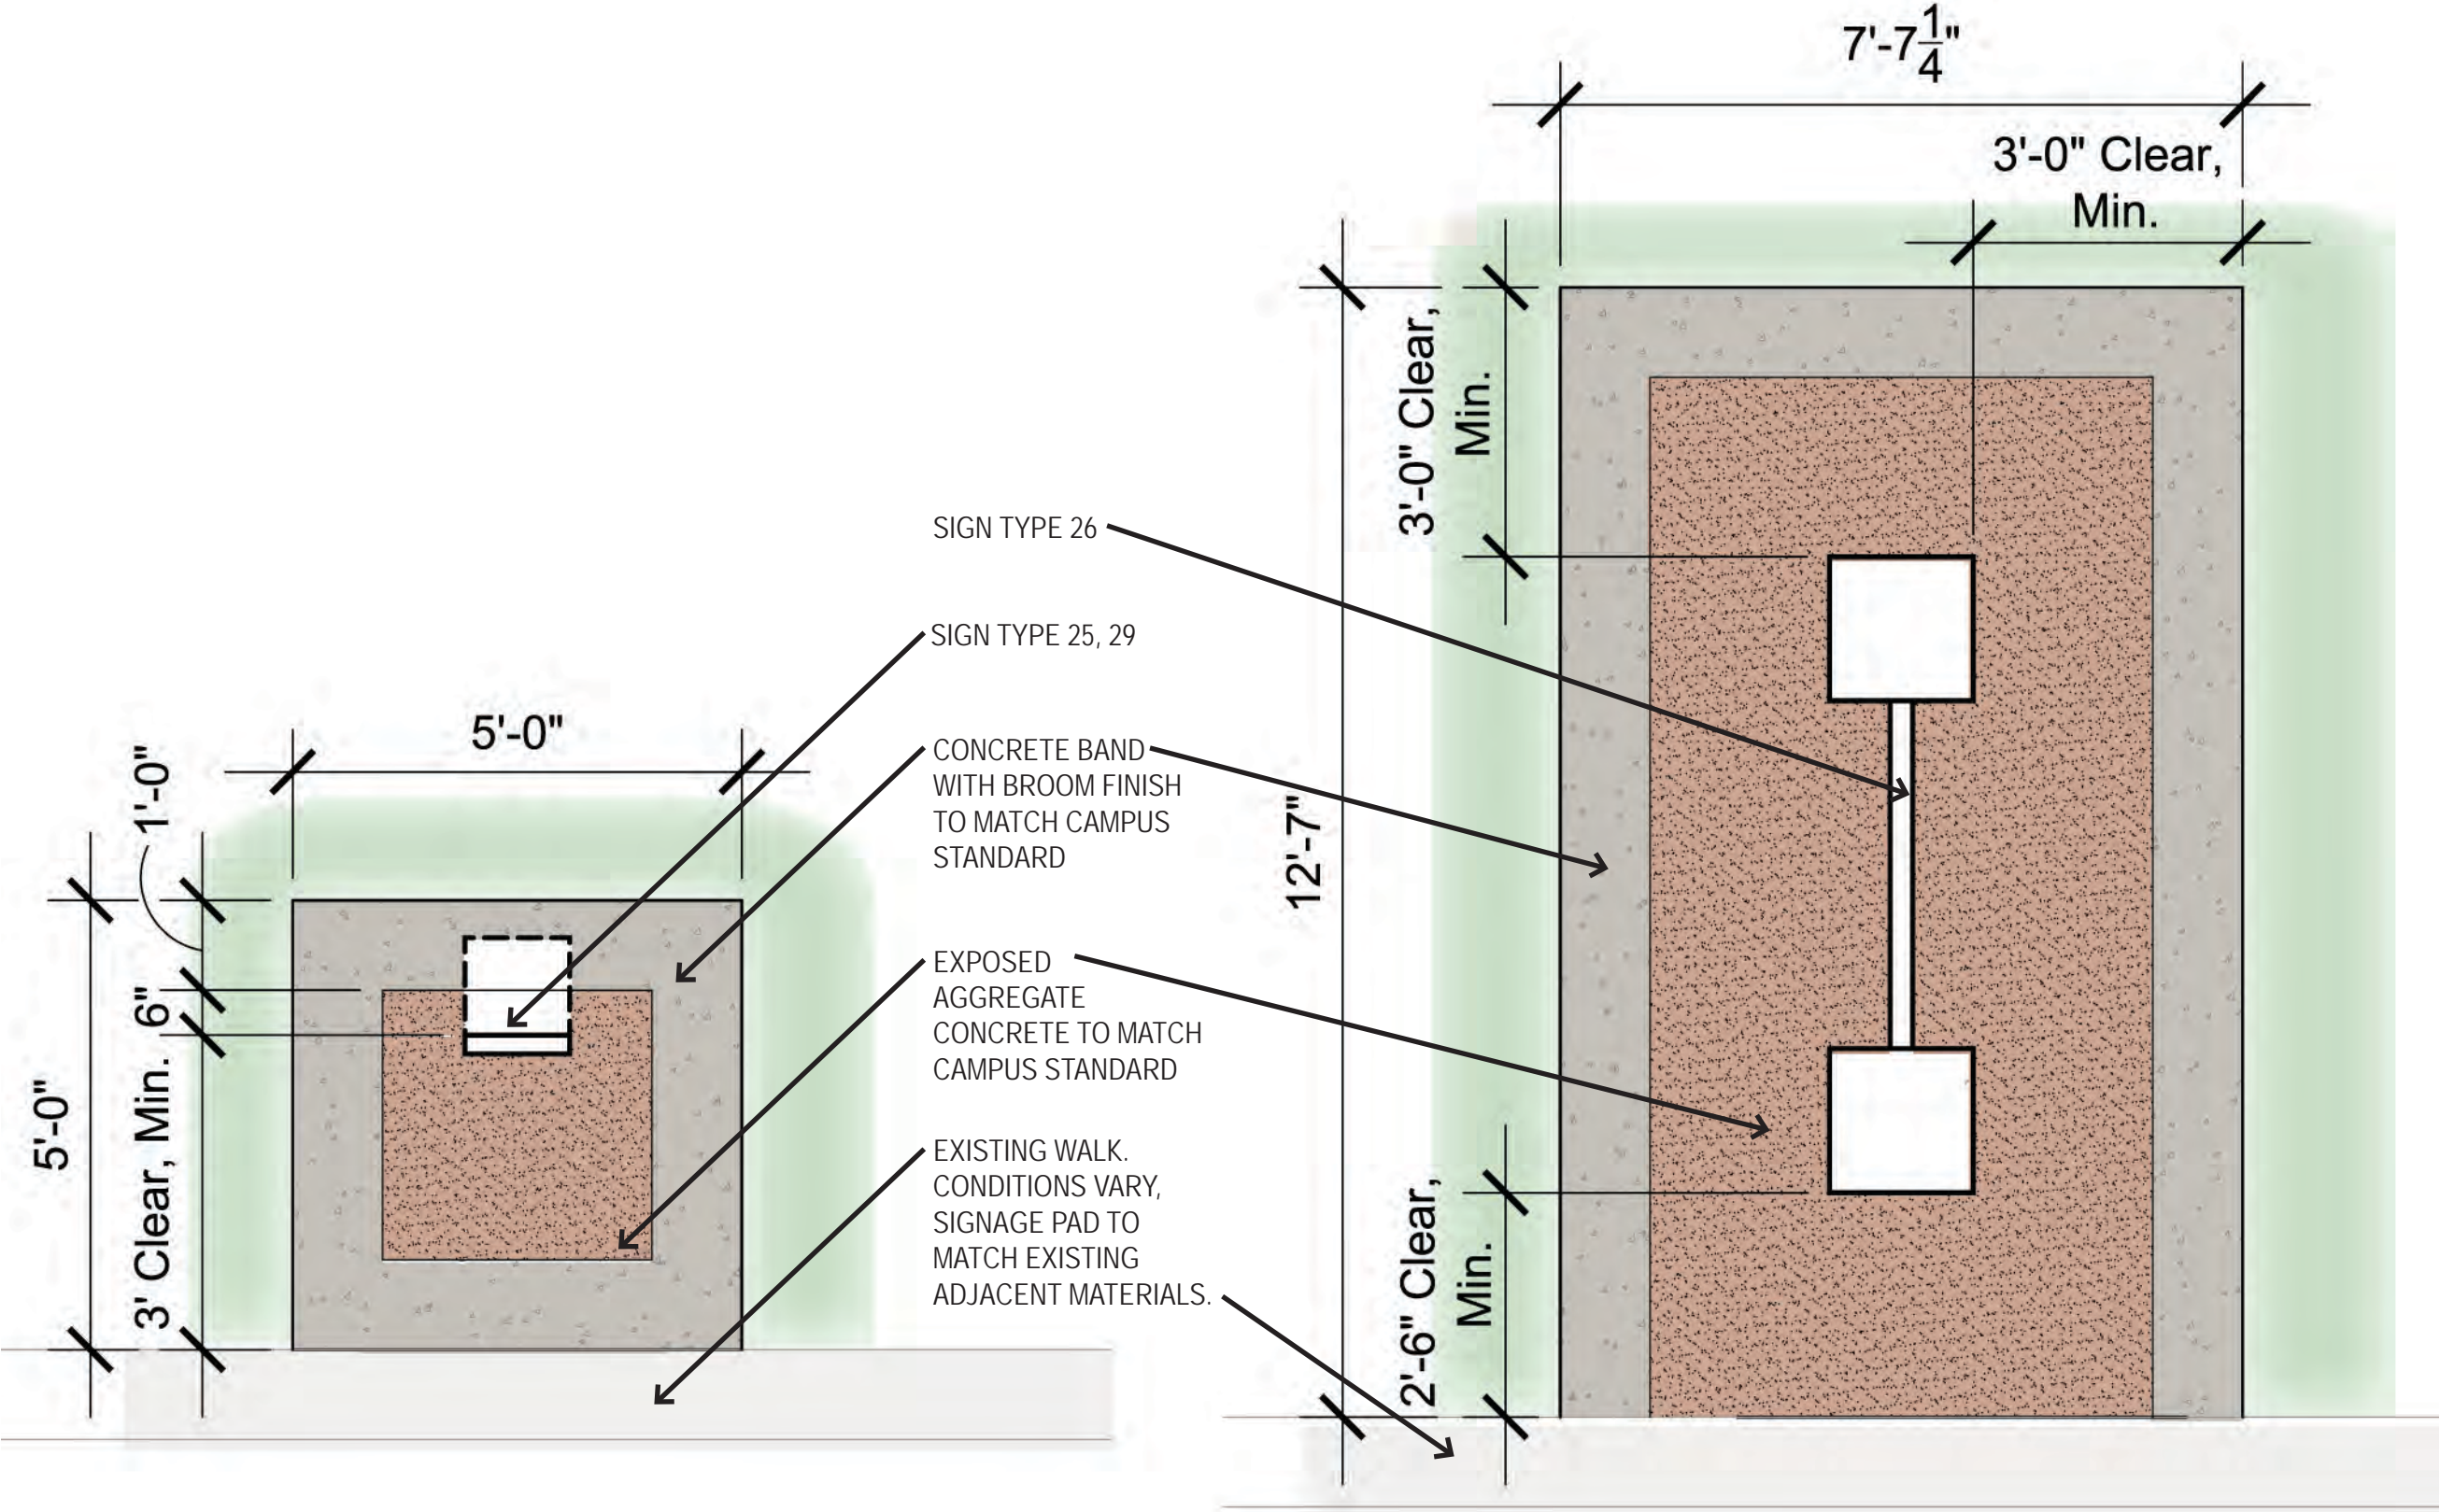 7'-7 1/4"
3'-0" Clear,
Min.
3'-0" Clear,
Min.
12'-7"
2'-6" Clear,
Min.
SIGN TYPE 26
SIGN TYPE 25, 29
CONCRETE BAND
WITH BROOM FINISH
TO MATCH CAMPUS
STANDARD
EXPOSED
AGGREGATE
CONCRETE TO MATCH
CAMPUS STANDARD
EXISTING WALK.
CONDITIONS VARY,
SIGNAGE PAD TO
MATCH EXISTING
ADJACENT MATERIALS.
5'-0"
1'-0"
6"
3' Clear, Min.
5'-0"